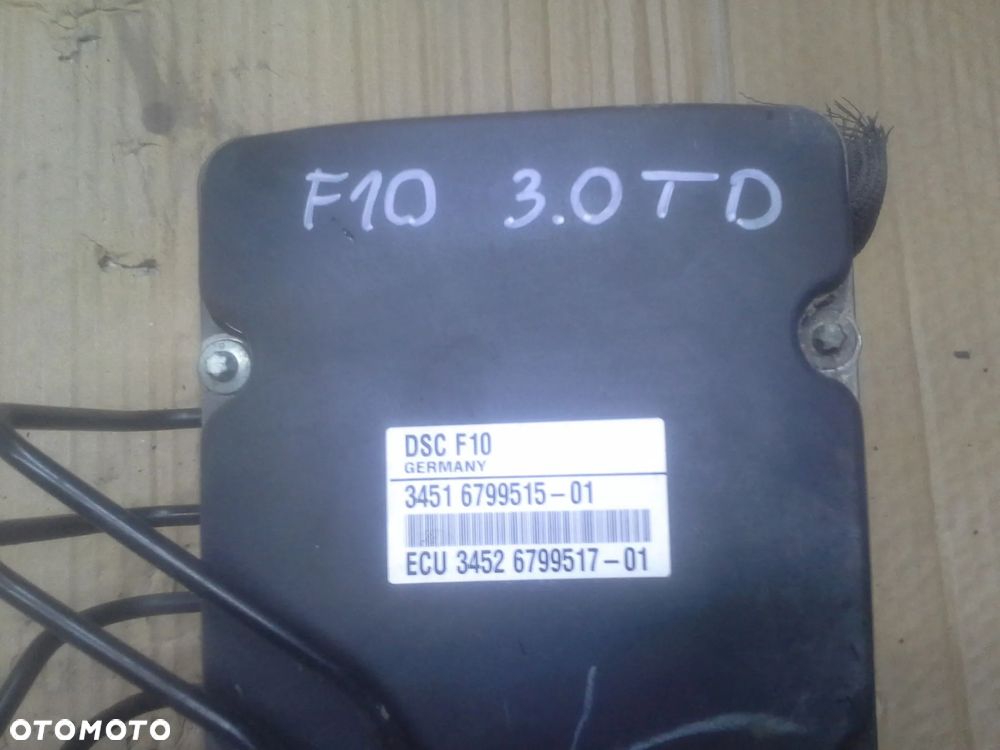 F10 3.0TD
DSC F10
GERMANY
3451 6799515-01
ECU 3452 6799517-01
OTOMOTO